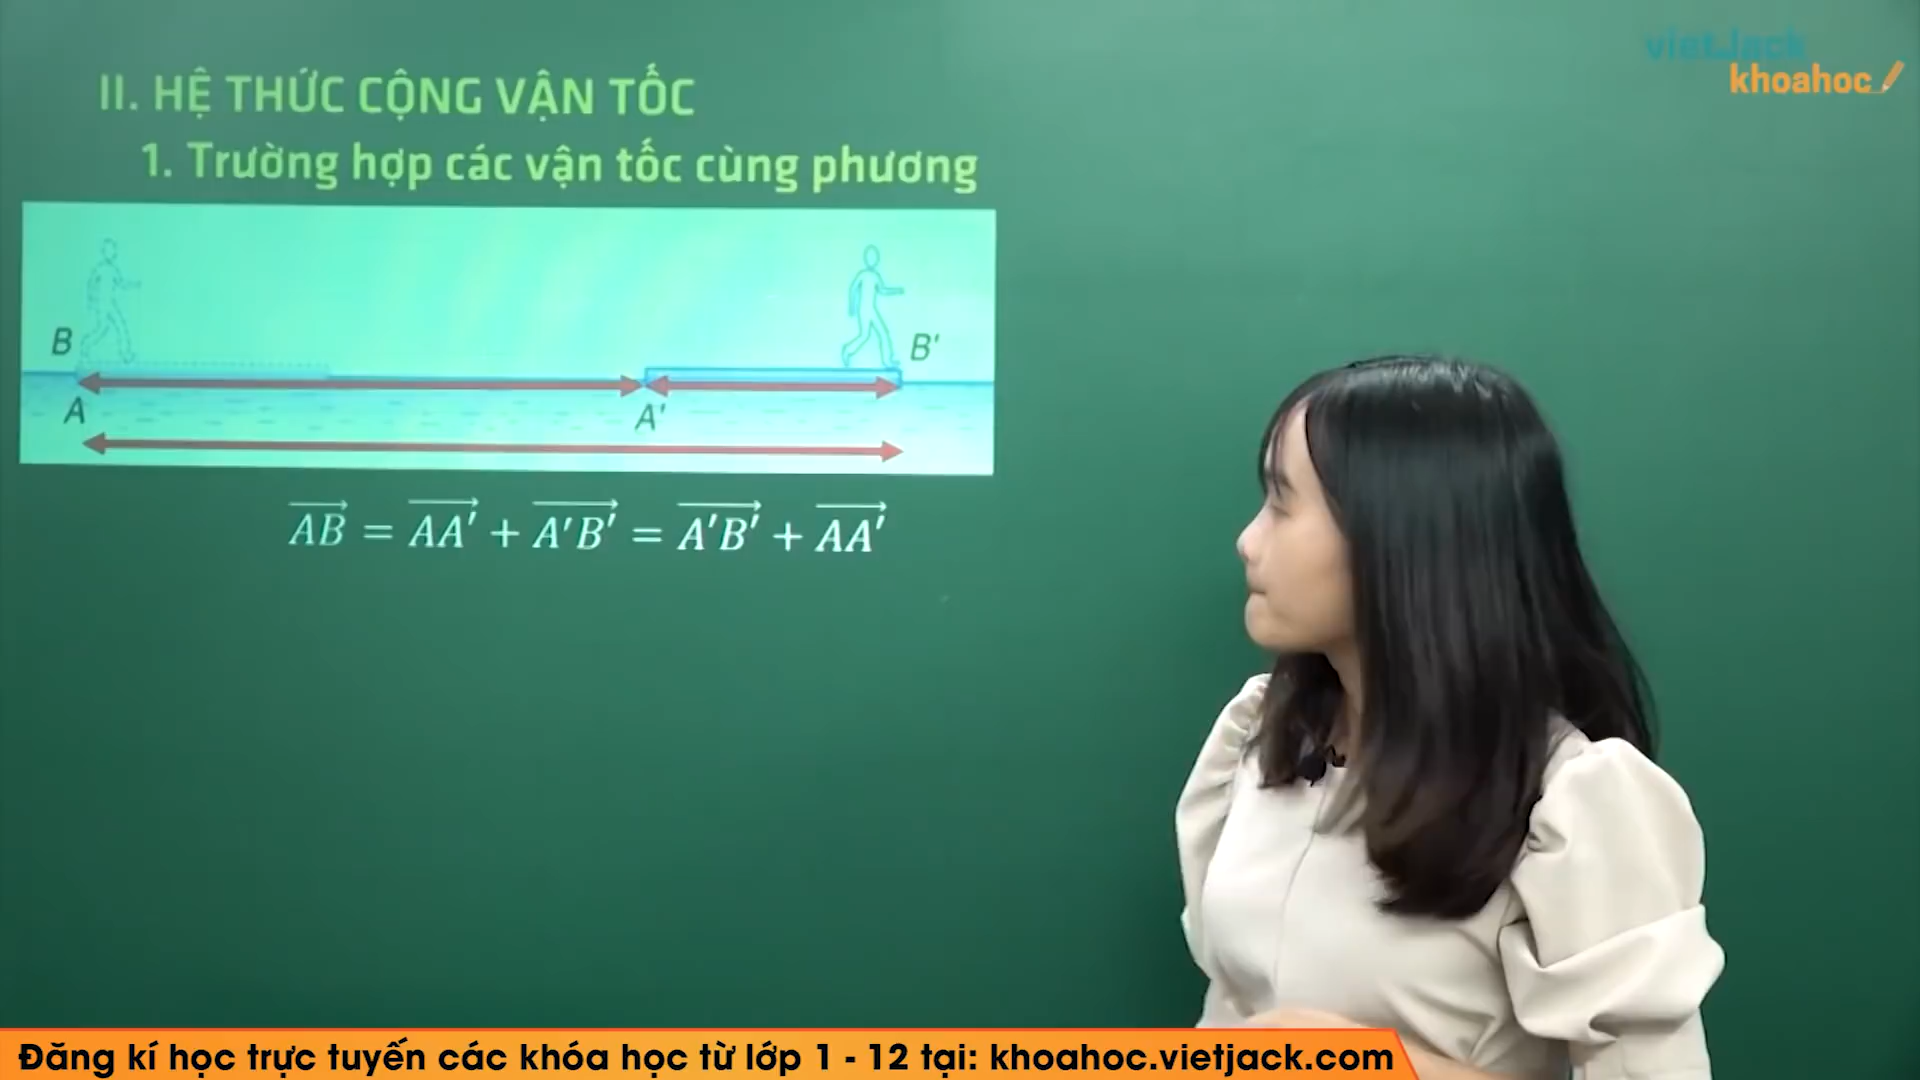 vietJack
khoahoc
II. HỆ THỨC CỘNG VẬN TỐC
1. Trường hợp các vận tốc cùng phương
B
B'
A
A'
AB = AA' + A'B' = A'B' + AA'
Đăng kí học trực tuyến các khóa học từ lớp 1 - 12 tại: khoahoc.vietjack.com